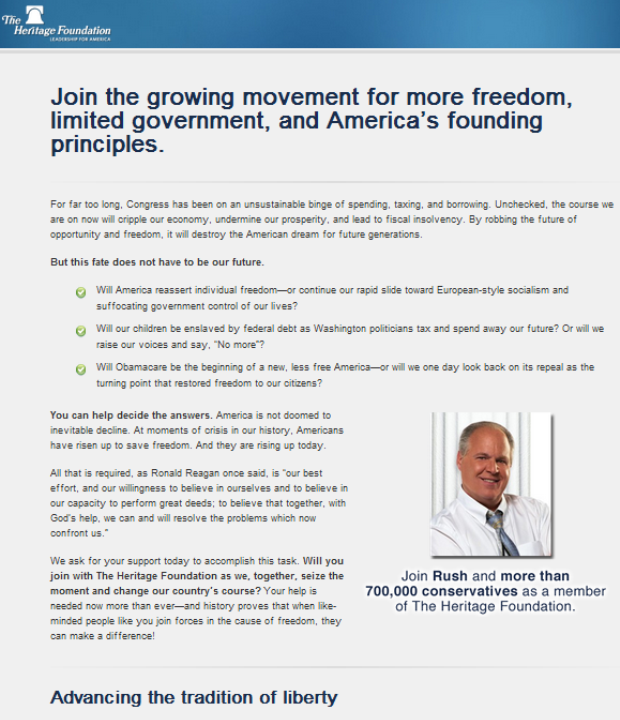 The
Heritage Foundation
LEADERSHIP FOR AMERICA
Join the growing movement for more freedom,
limited government, and America's founding
principles.
For far too long, Congress has been on an unsustainable binge of spending, taxing, and borrowing. Unchecked, the course we
are on now will cripple our economy, undermine our prosperity, and lead to fiscal insolvency. By robbing the future of
opportunity and freedom, it will destroy the American dream for future generations.
But this fate does not have to be our future.
Will America reassert individual freedom—or continue our rapid slide toward European-style socialism and
suffocating government control of our lives?
Will our children be enslaved by federal debt as Washington politicians tax and spend away our future? Or will we
raise our voices and say, "No more"?
Will Obamacare be the beginning of a new, less free America—or will we one day look back on its repeal as the
turning point that restored freedom to our citizens?
You can help decide the answers. America is not doomed to
inevitable decline. At moments of crisis in our history, Americans
have risen up to save freedom. And they are rising up today.
All that is required, as Ronald Reagan once said, is "our best
effort, and our willingness to believe in ourselves and to believe in
our capacity to perform great deeds; to believe that together, with
God's help, we can and will resolve the problems which now
confront us."
We ask for your support today to accomplish this task. Will you
join with The Heritage Foundation as we, together, seize the
moment and change our country's course? Your help is
needed now more than ever—and history proves that when like-
minded people like you join forces in the cause of freedom, they
can make a difference!
Join Rush and more than
700,000 conservatives as a member
of The Heritage Foundation.
Advancing the tradition of liberty